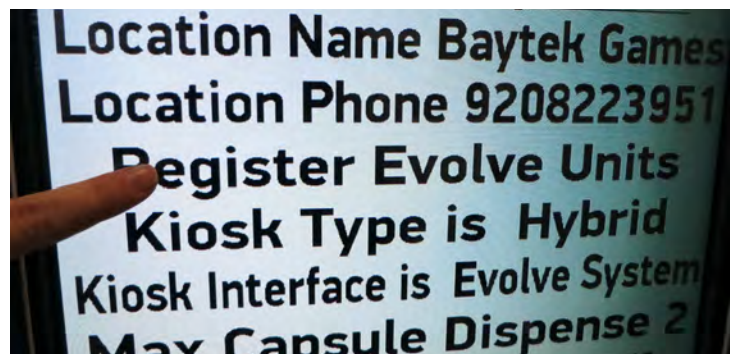 Location Name Baytek Games
Location Phone 9208223951
Register Evolve Units
Kiosk Type is Hybrid
Kiosk Interface is Evolve System
Max Capsule Dispense 2